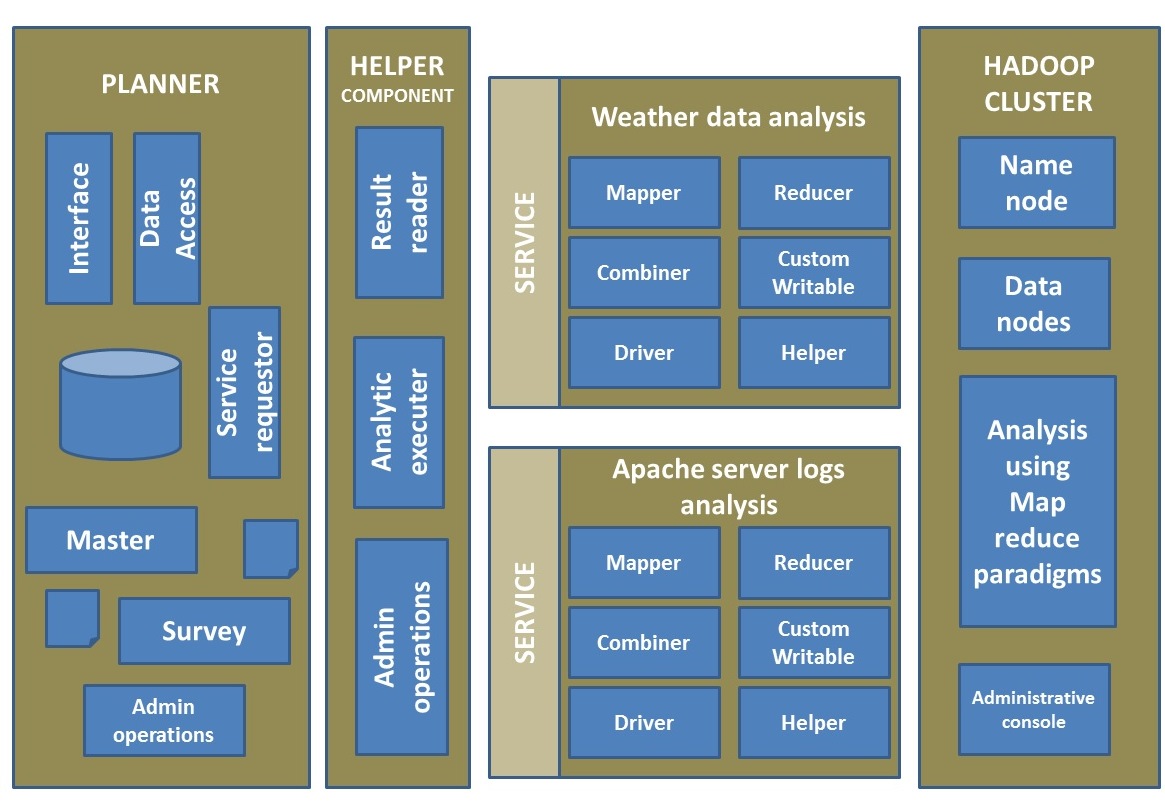 PLANNER
Interface
Data
Access
Service
requestor
Master
Survey
Admin
operations
HELPER
COMPONENT
Result
reader
Analytic
executer
Admin
operations
SERVICE
Weather data analysis
Mapper
Reducer
Combiner
Custom
Writable
Driver
Helper
SERVICE
Apache server logs
analysis
Mapper
Reducer
Combiner
Custom
Writable
Driver
Helper
HADOOP
CLUSTER
Name
node
Data
nodes
Analysis
using
Map
reduce
paradigms
Administrative
console